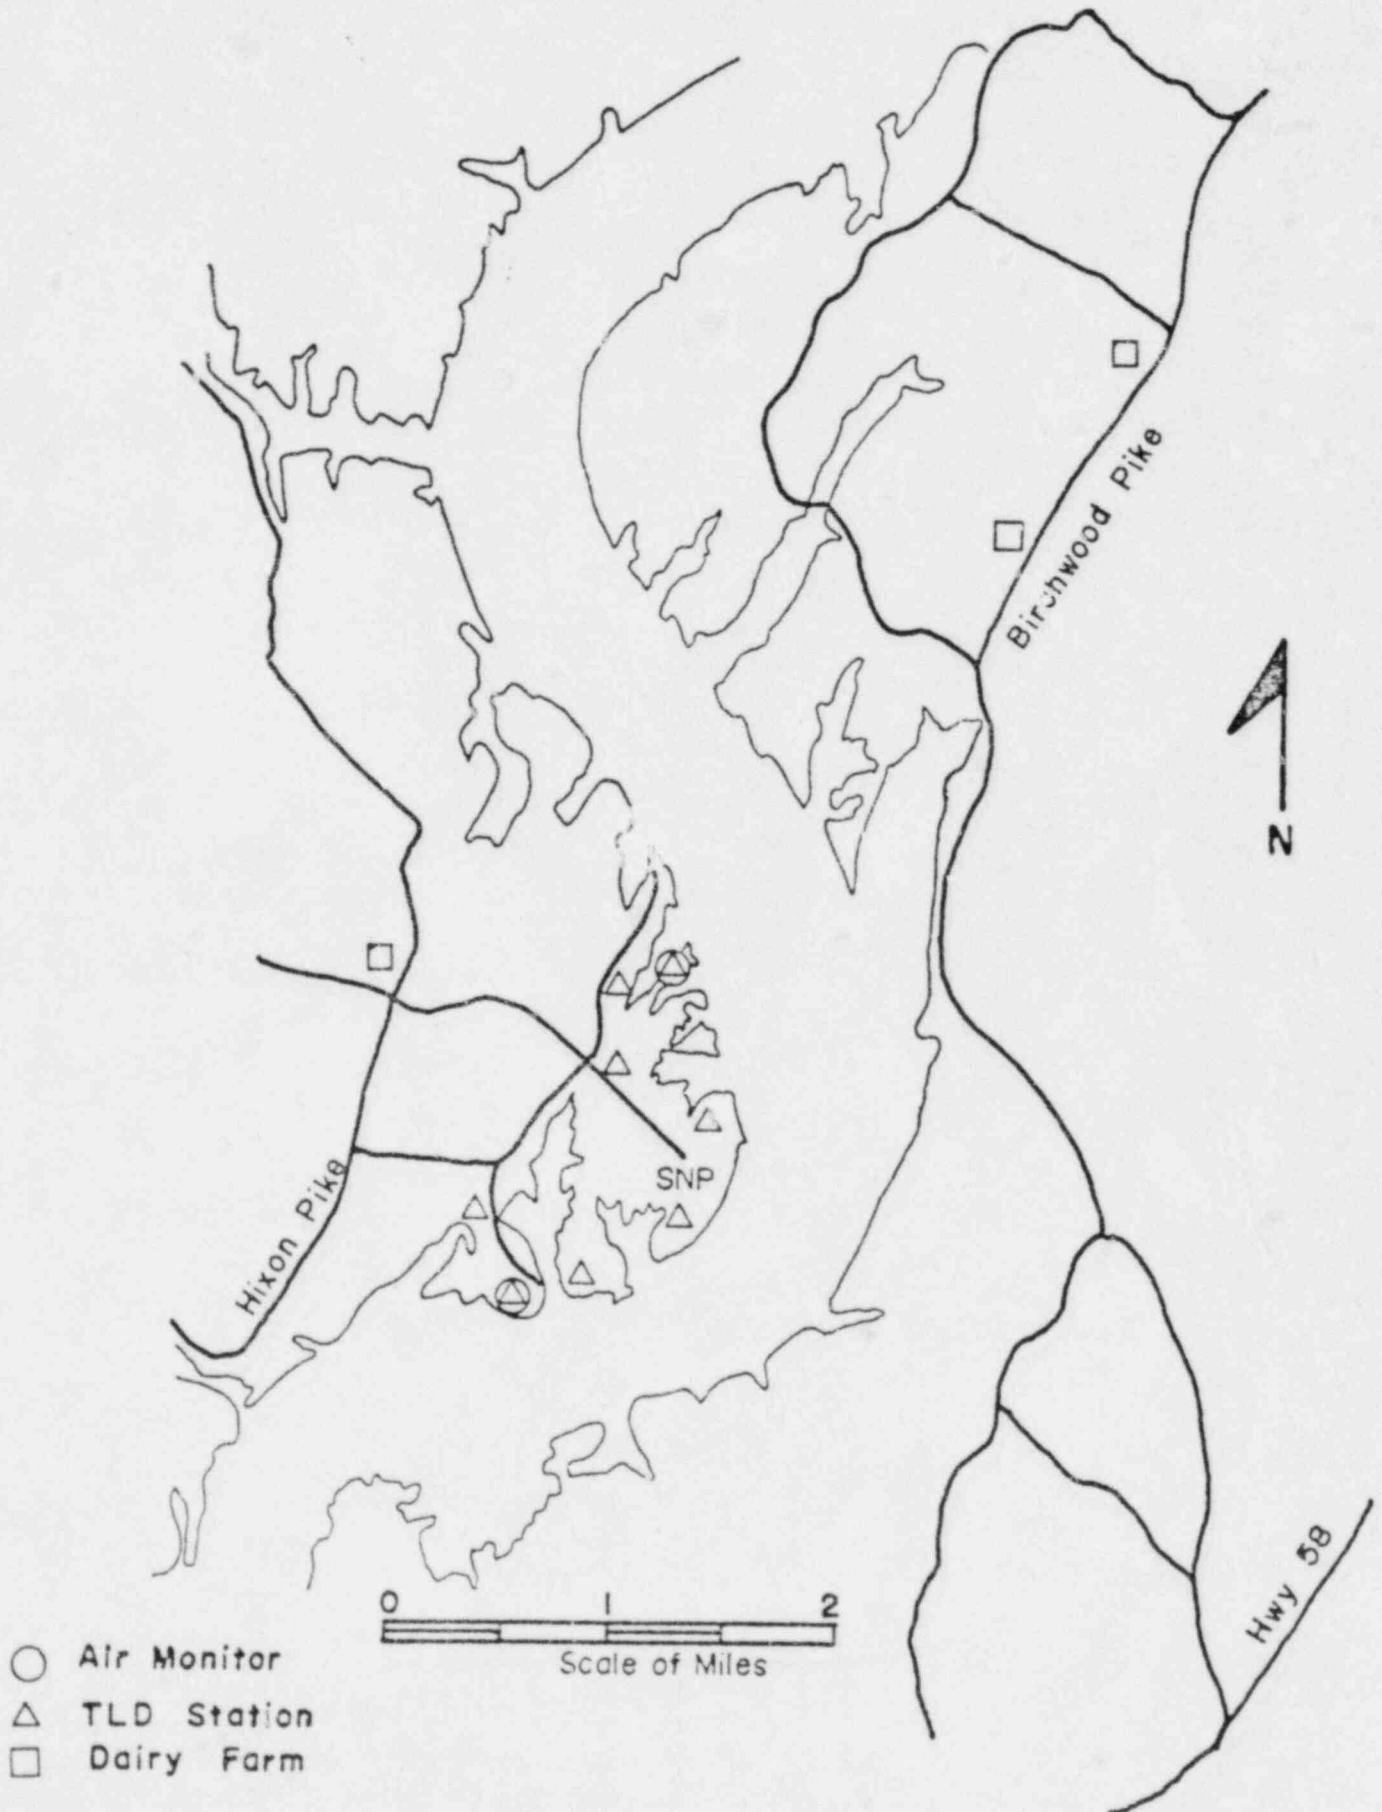 Birchwood Pike
N
SNP
Hixon Pike
0 1 2
Scale of Miles
Hwy 58
Air Monitor
TLD Station
Dairy Farm